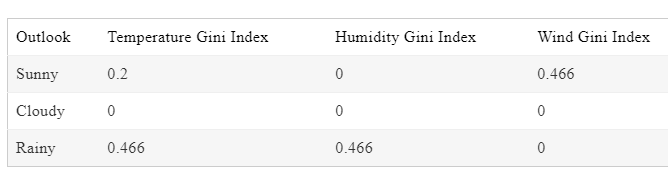 Outlook Temperature Gini Index Humidity Gini Index Wind Gini Index
Sunny 0.2 0 0.466
Cloudy 0 0 0
Rainy 0.466 0.466 0